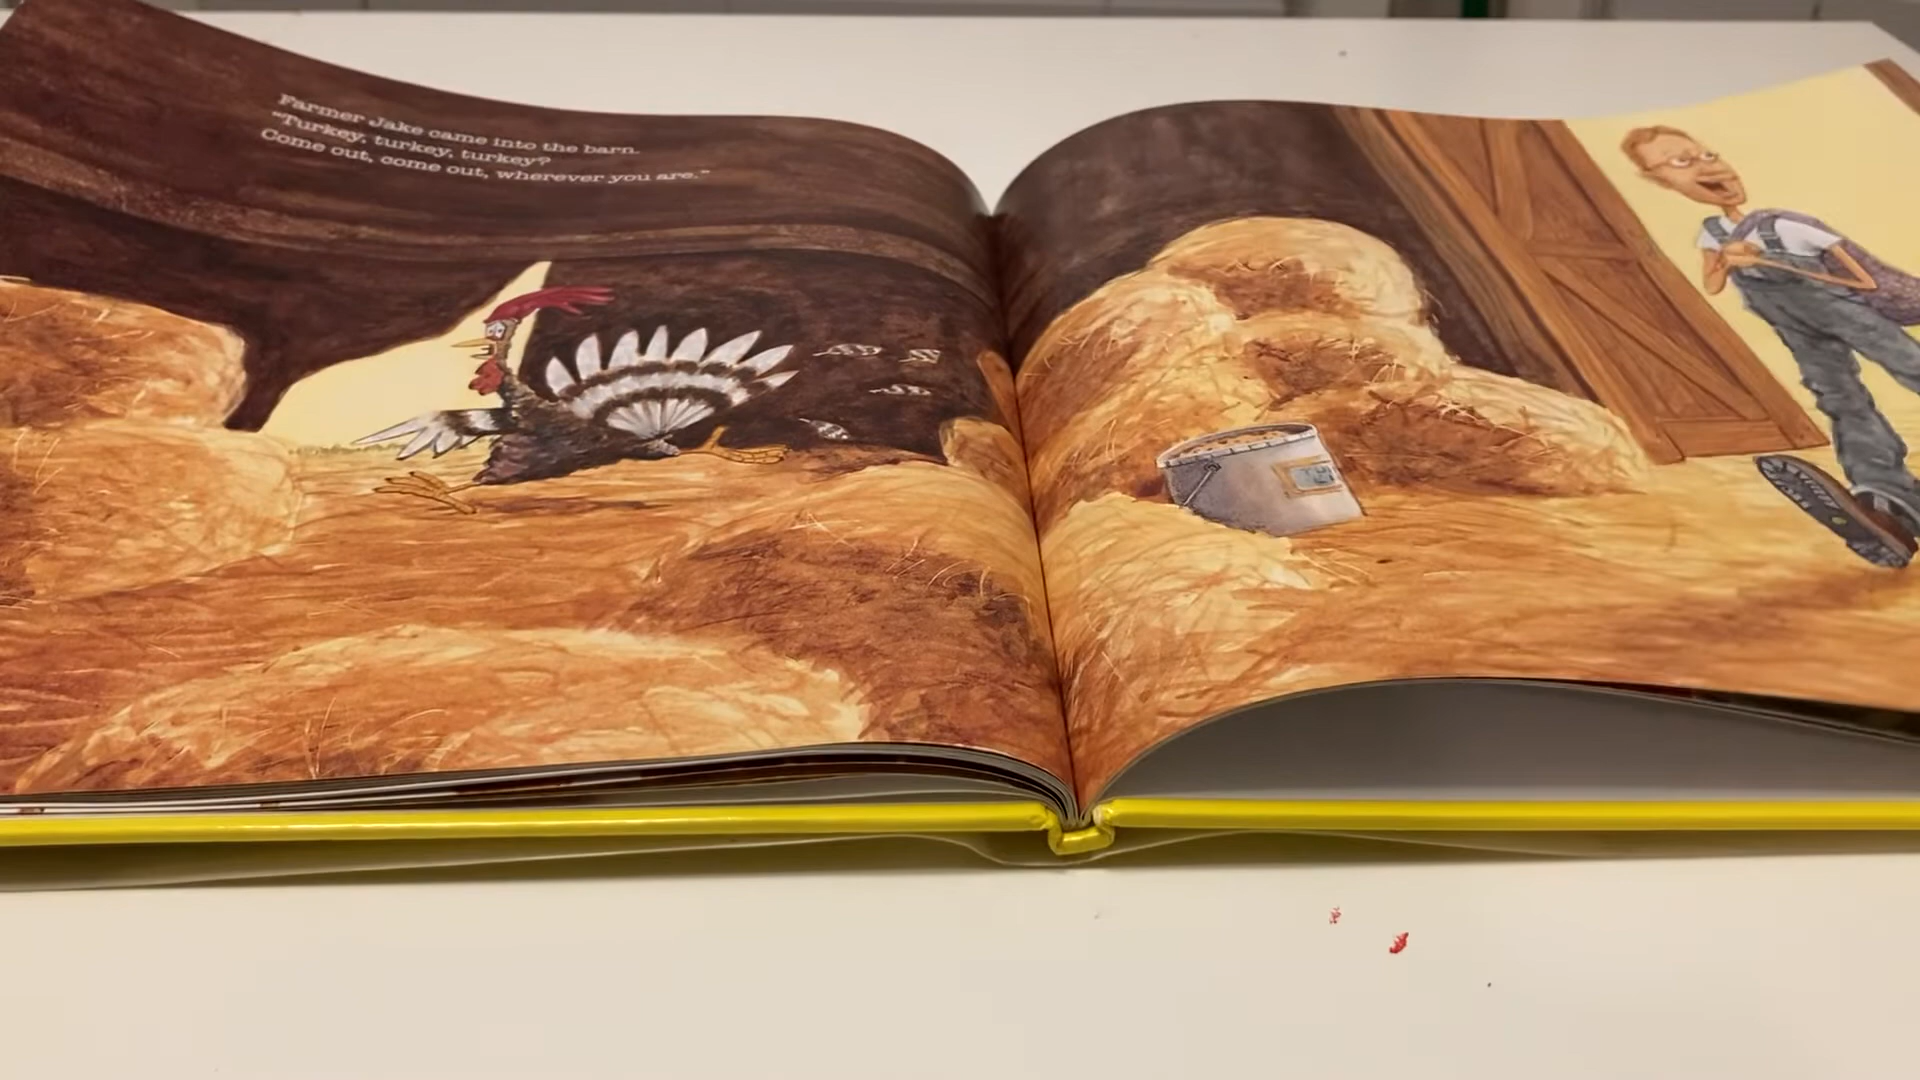 Farmer Jake came into the barn.
"Turkey, turkey, turkey?
Come out, come out, wherever you are."